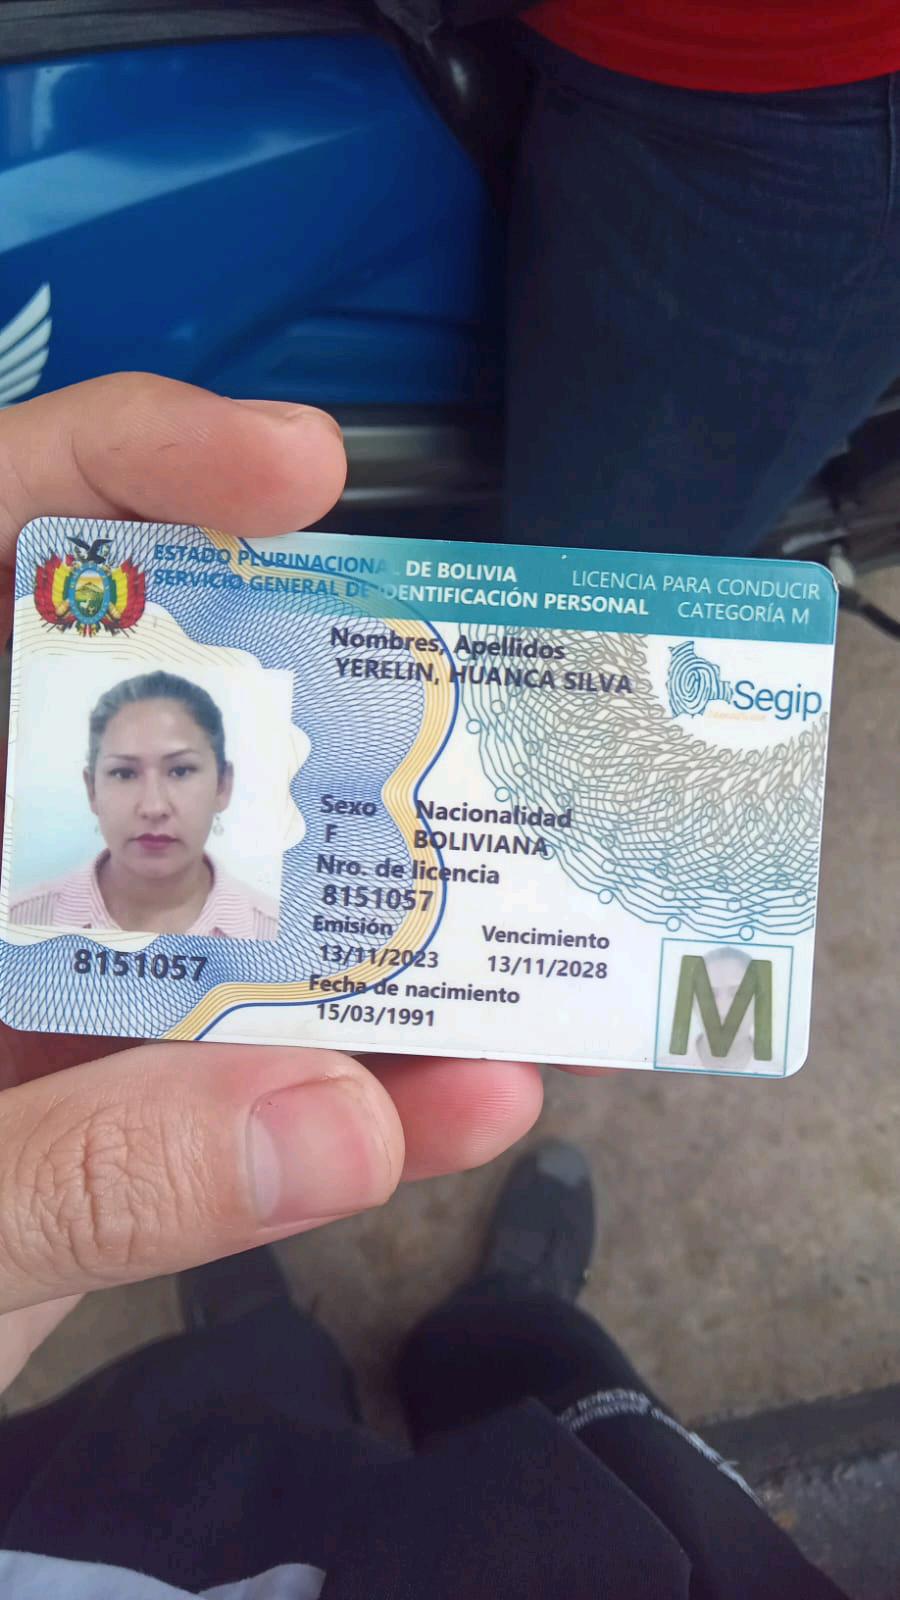 ESTADO PLURINACIONAL DE BOLIVIA
SERVICIO GENERAL DE IDENTIFICACIÓN PERSONAL
LICENCIA PARA CONDUCIR
CATEGORÍA M
Nombres, Apellidos
YERELIN, HUANCA SILVA
Segip
Sexo Nacionalidad
F BOLIVIANA
Nro. de licencia
8151057
Emisión Vencimiento
13/11/2023 13/11/2028
Fecha de nacimiento
15/03/1991
8151057
M